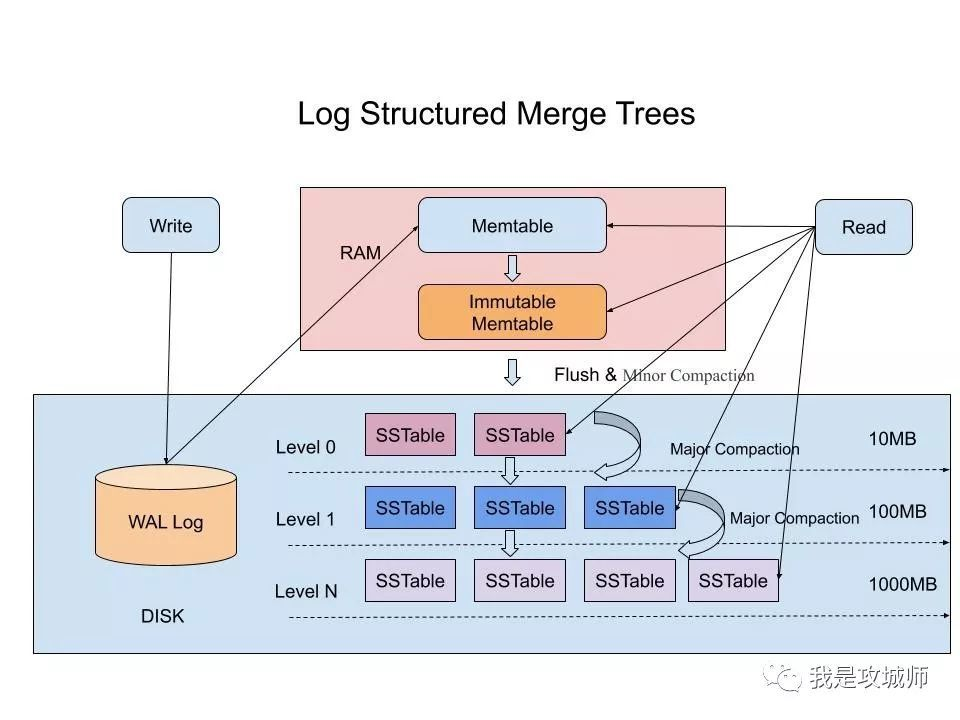 Log Structured Merge Trees
Write
Memtable
Read
RAM
Immutable
Memtable
Flush & Minor Compaction
Level 0
SSTable
SSTable
Major Compaction
10MB
WAL Log
Level 1
SSTable
SSTable
SSTable
Major Compaction
100MB
Level N
SSTable
SSTable
SSTable
SSTable
1000MB
DISK
我是攻城师